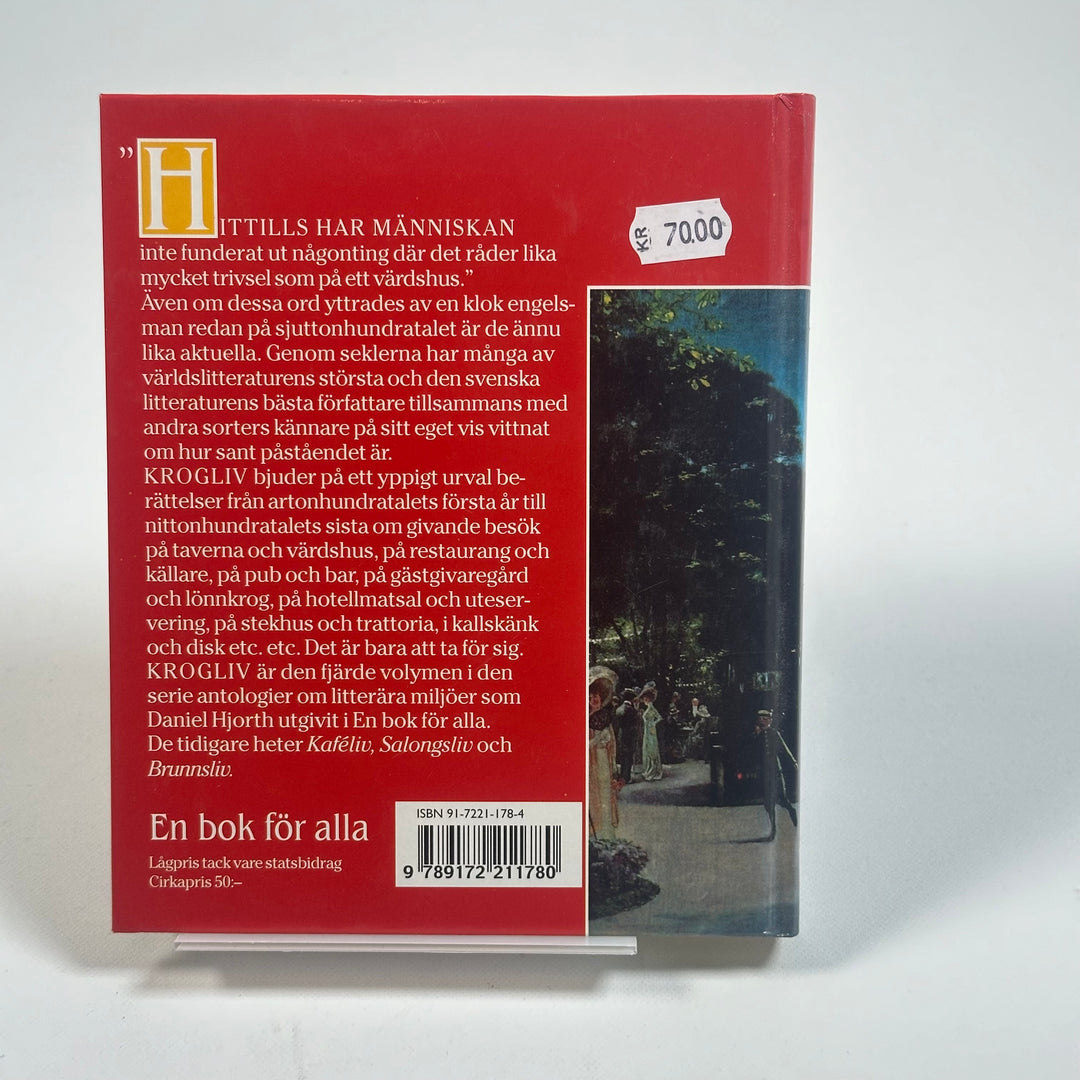 ”HITTILLS HAR MÄNNISKAN
inte funderat ut någonting där det råder lika
mycket trivsel som på ett värdshus.”
Även om dessa ord yttrades av en klok engels-
man redan på sjuttonhundratalet är de ännu
lika aktuella. Genom seklerna har många av
världslitteraturens största och den svenska
litteraturens bästa författare tillsammans med
andra sorters kännare på sitt eget vis vittnat
om hur sant påståendet är.
KROGLIV bjuder på ett yppigt urval be-
rättelser från artonhundratalets första år till
nittonhundratalets sista om givande besök
på taverna och värdshus, på restaurang och
källare, på pub och bar, på gästgivaregård
och lönnkrog, på hotellmatsal och uteser-
vering, på stekhus och trattoria, i kallskänk
och disk etc. etc. Det är bara att ta för sig.
KROGLIV är den fjärde volymen i den
serie antologier om litterära miljöer som
Daniel Hjorth utgivit i En bok för alla.
De tidigare heter Kaféliv, Salongsliv och
Brunnsliv.
En bok för alla
Lågpris tack vare statsbidrag
Cirkapris 50:–
ISBN 91-7221-178-4
9 789172 211780
KR 70.00